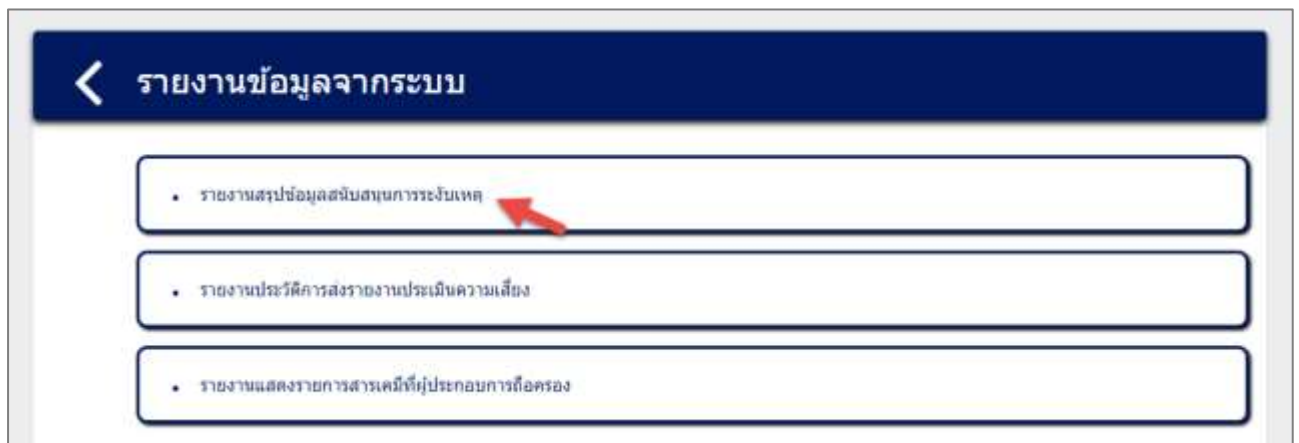 รายงานข้อมูลจากระบบ
• รายงานสรุปข้อมูลสนับสนุนการระงับเหตุ
• รายงานประวัติการส่งรายงานประเมินความเสี่ยง
• รายงานแสดงรายการสารเคมีที่ผู้ประกอบการถือครอง